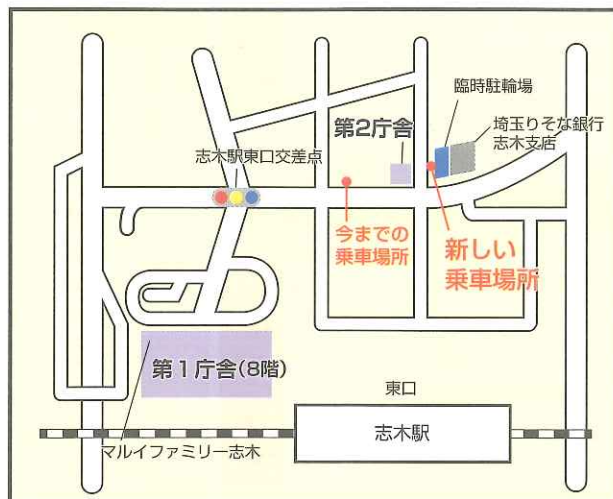 臨時駐輪場
埼玉りそな銀行
志木支店
第2庁舎
志木駅東口交差点
今までの
乗車場所
新しい
乗車場所
第1庁舎(8階)
東口
志木駅
マルイファミリー志木